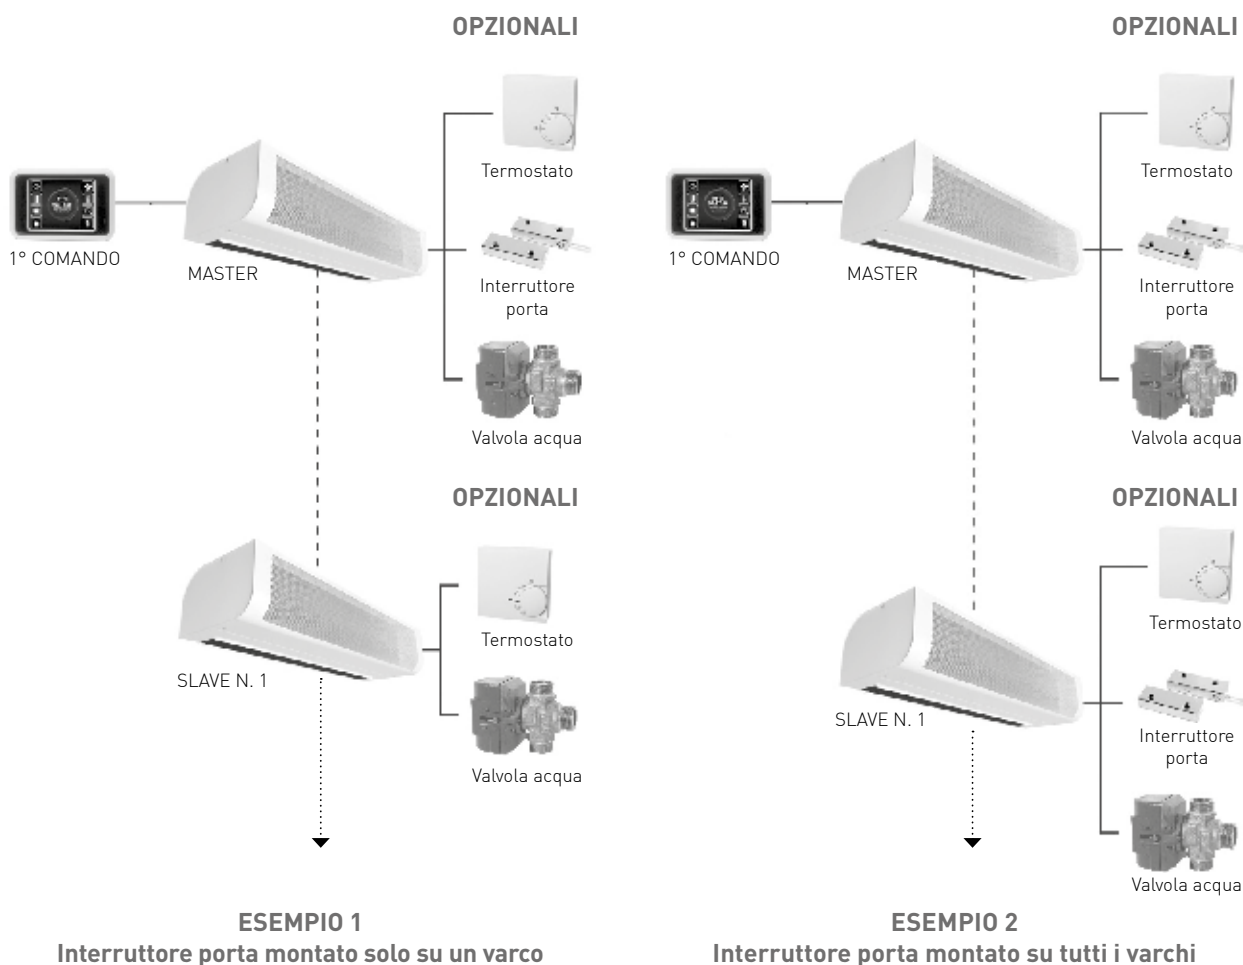 OPZIONALI
Termostato
1° COMANDO
MASTER
Interruttore
porta
Valvola acqua
OPZIONALI
Termostato
SLAVE N. 1
Valvola acqua
ESEMPIO 1
Interruttore porta montato solo su un varco
OPZIONALI
Termostato
1° COMANDO
MASTER
Interruttore
porta
Valvola acqua
OPZIONALI
Termostato
SLAVE N. 1
Interruttore
porta
Valvola acqua
ESEMPIO 2
Interruttore porta montato su tutti i varchi